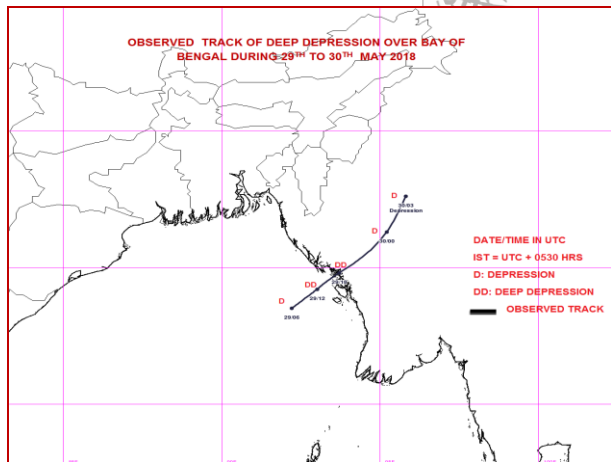 OBSERVED TRACK OF DEEP DEPRESSION OVER BAY OF
BENGAL DURING 29TH TO 30TH MAY 2018
D
30/03
Depression
D
30/00
DD
DD
29/12
D
DATE/TIME IN UTC
IST = UTC + 0530 HRS
D: DEPRESSION
DD: DEEP DEPRESSION
OBSERVED TRACK